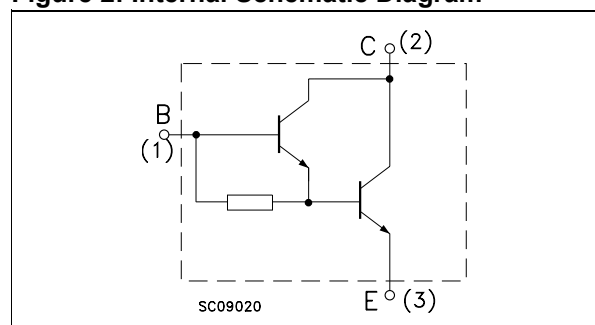 Figure 2. Internal Schematic Diagram
C (2)
B
(1)
SC09020
E (3)